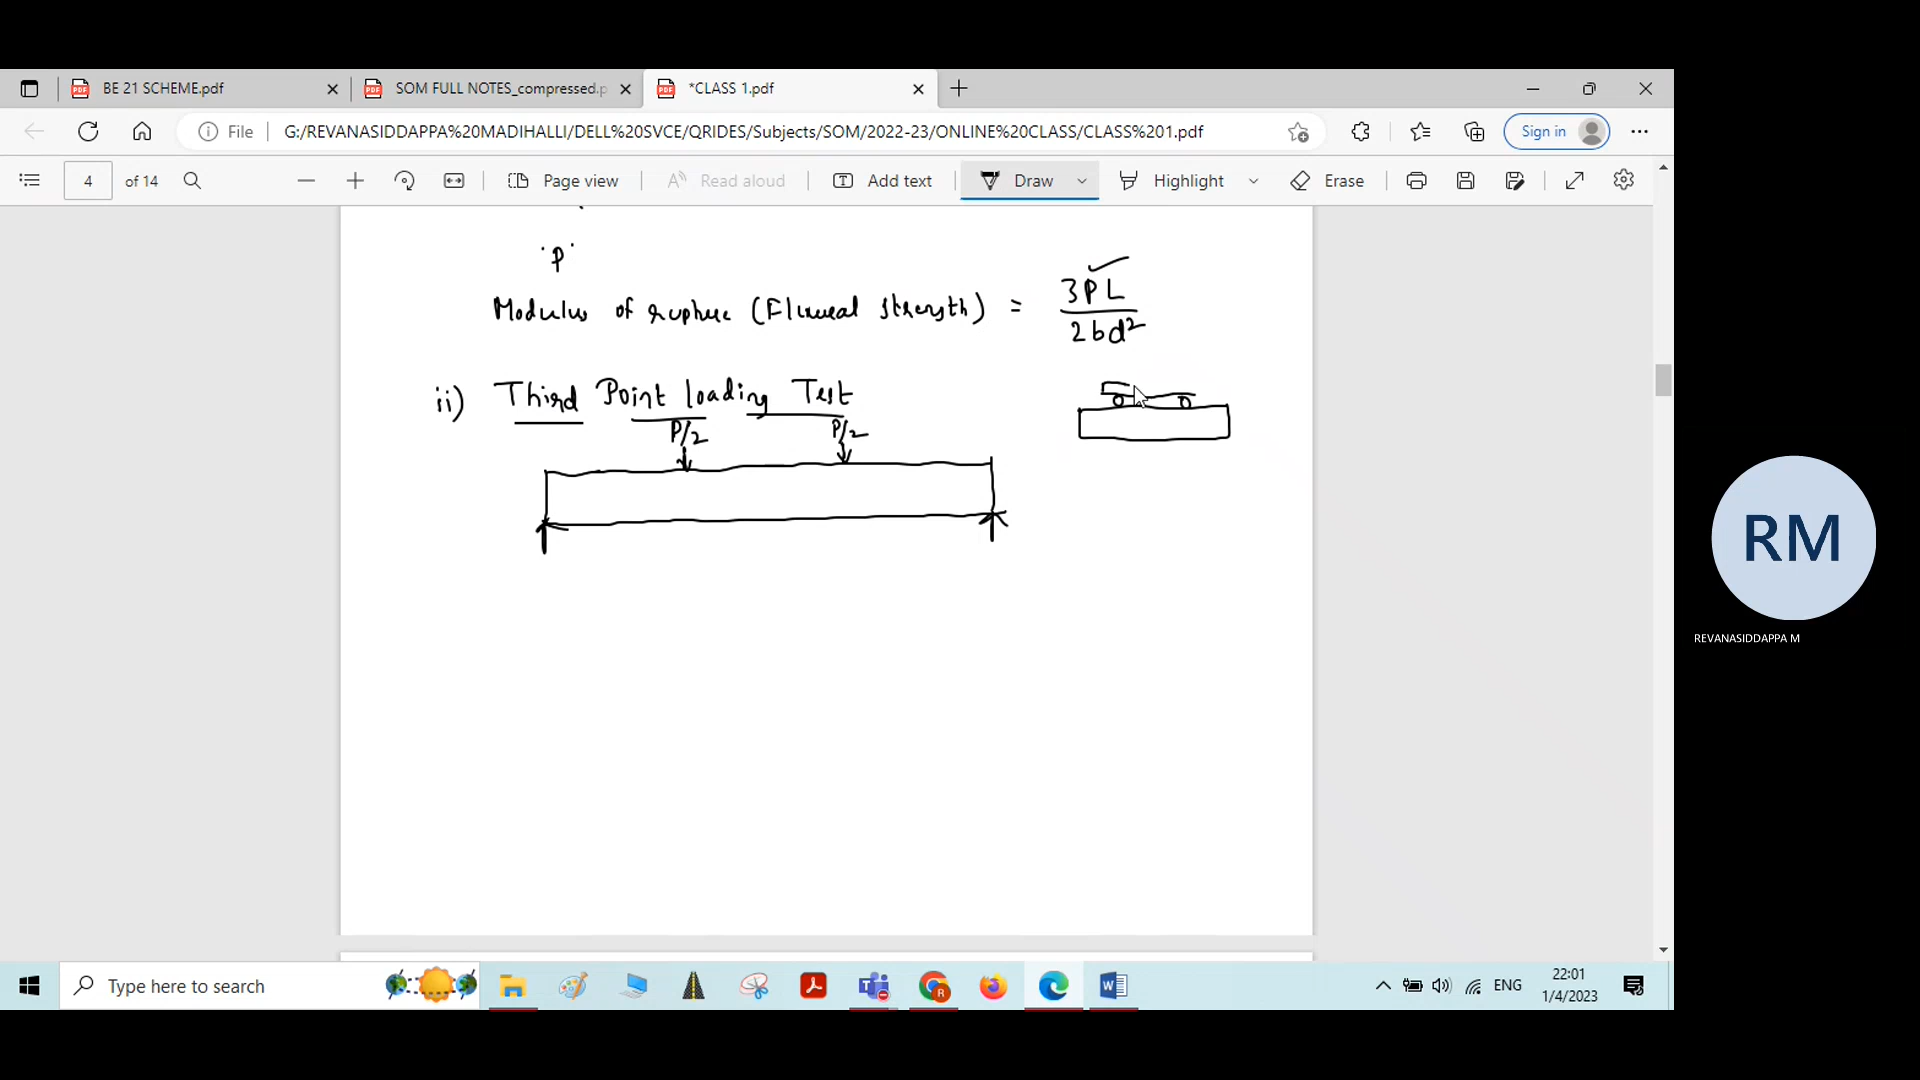 BE 21 SCHEME.pdf
SOM FULL NOTES_compressed.p
*CLASS 1.pdf
File
G:/REVANASIDDAPPA%20MADIHALLI/DELL%20SVCE/QRIDES/Subjects/SOM/2022-23/ONLINE%20CLASS/CLASS%201.pdf
Sign in
4 of 14
Page view
Read aloud
Add text
Draw
Highlight
Erase
'P'
Modulus of rupture (Flexural Strength) = 3PL
2bd²
ii) Third Point loading Test
P/2 P/2
RM
REVANASIDDAPPA M
Type here to search
ENG
22:01
1/4/2023